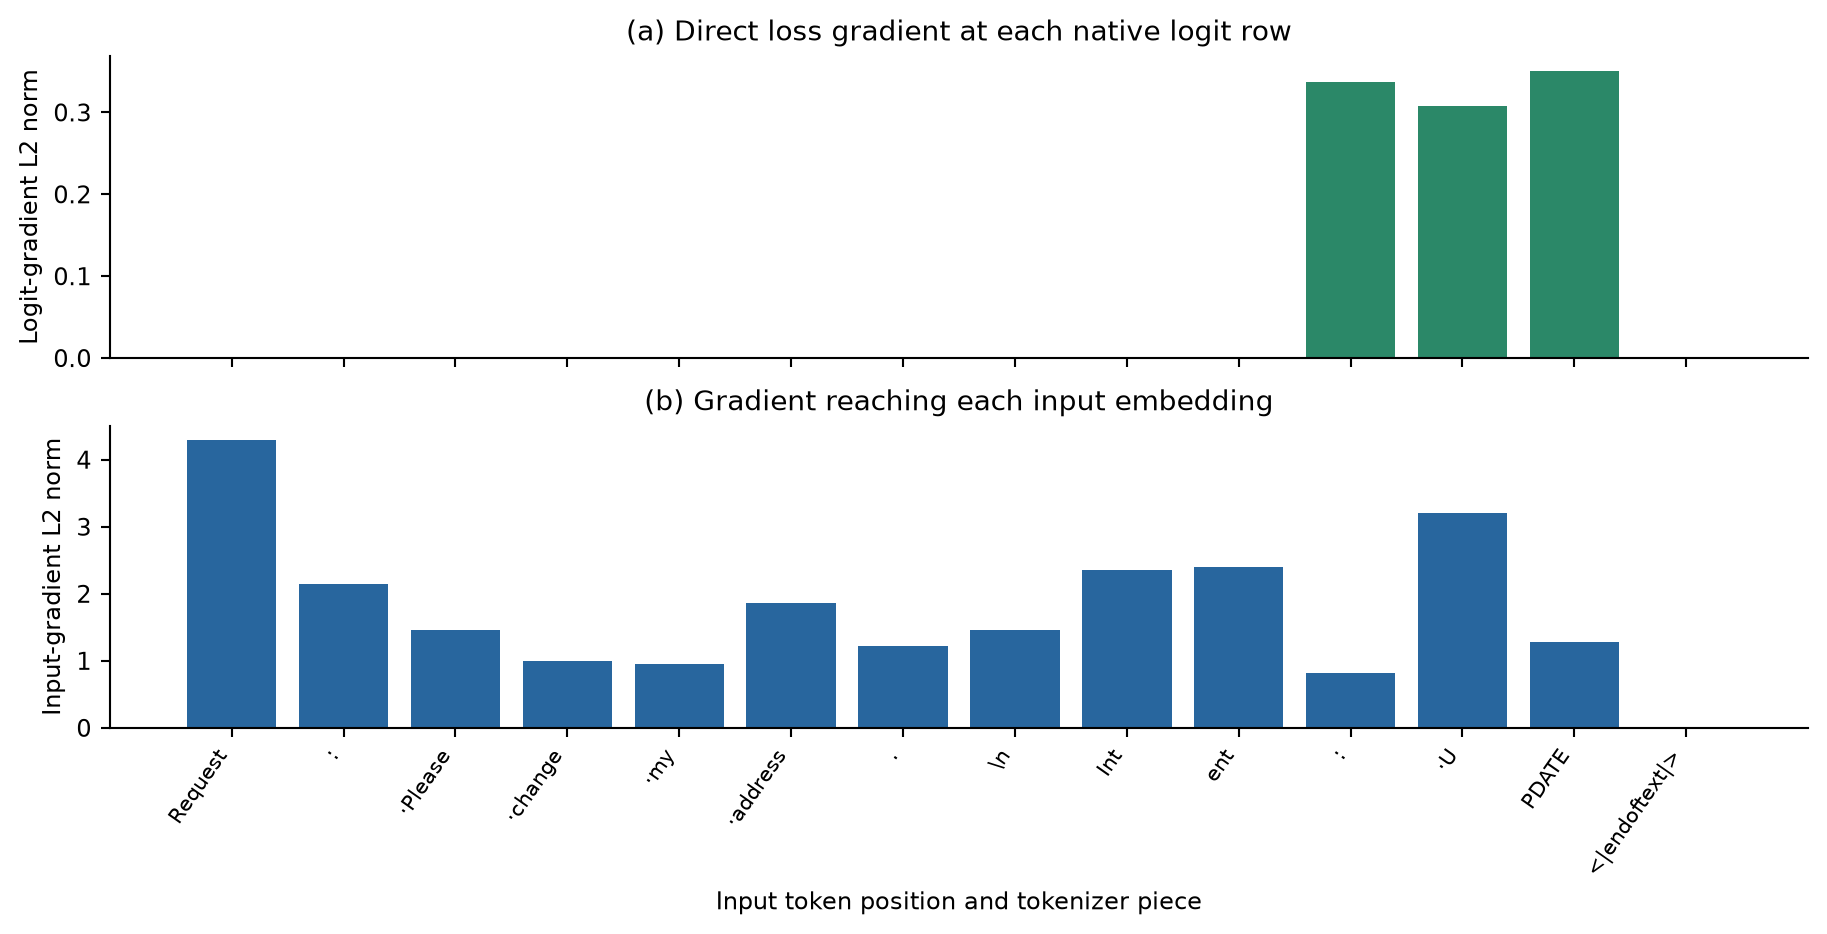 (a) Direct loss gradient at each native logit row
Logit-gradient L2 norm
0.3
0.2
0.1
0.0
(b) Gradient reaching each input embedding
Input-gradient L2 norm
4
3
2
1
0
Request
:
·Please
·change
·my
·address
.
\n
Int
ent
:
·U
PDATE
<|endoftext|>
Input token position and tokenizer piece